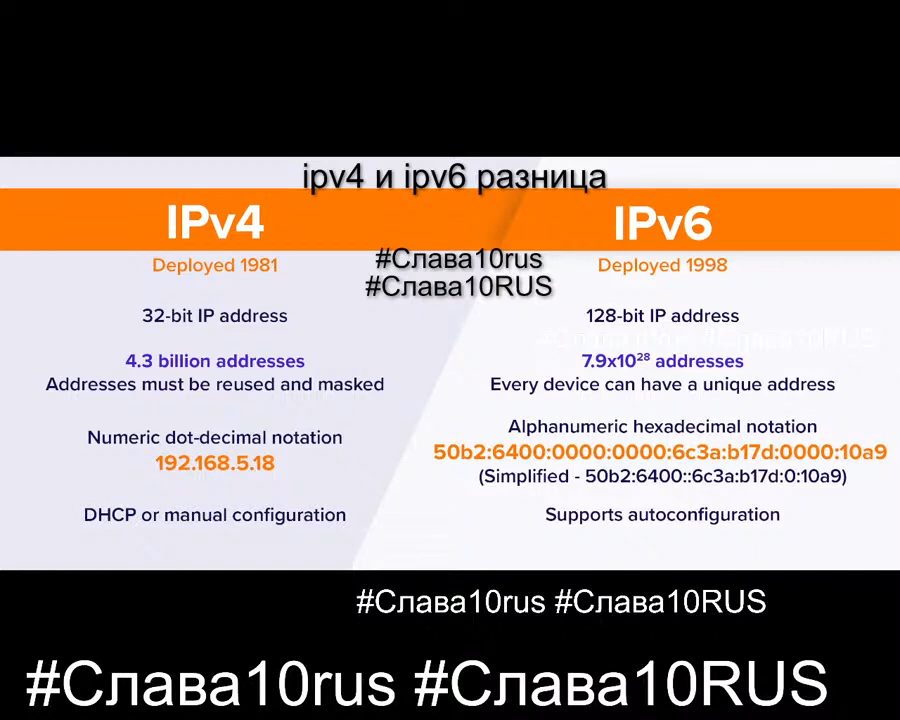 ipv4 и ipv6 разница
IPv4
IPv6
#Слава10rus
#Слава10RUS
Deployed 1981
Deployed 1998
32-bit IP address
128-bit IP address
#Слава10rus #Слава10RUS
4.3 billion addresses
Addresses must be reused and masked
7.9x10²⁸ addresses
Every device can have a unique address
Numeric dot-decimal notation
192.168.5.18
Alphanumeric hexadecimal notation
50b2:6400:0000:0000:6c3a:b17d:0000:10a9
(Simplified - 50b2:6400::6c3a:b17d:0:10a9)
DHCP or manual configuration
Supports autoconfiguration
#Слава10rus #Слава10RUS
#Слава10rus #Слава10RUS